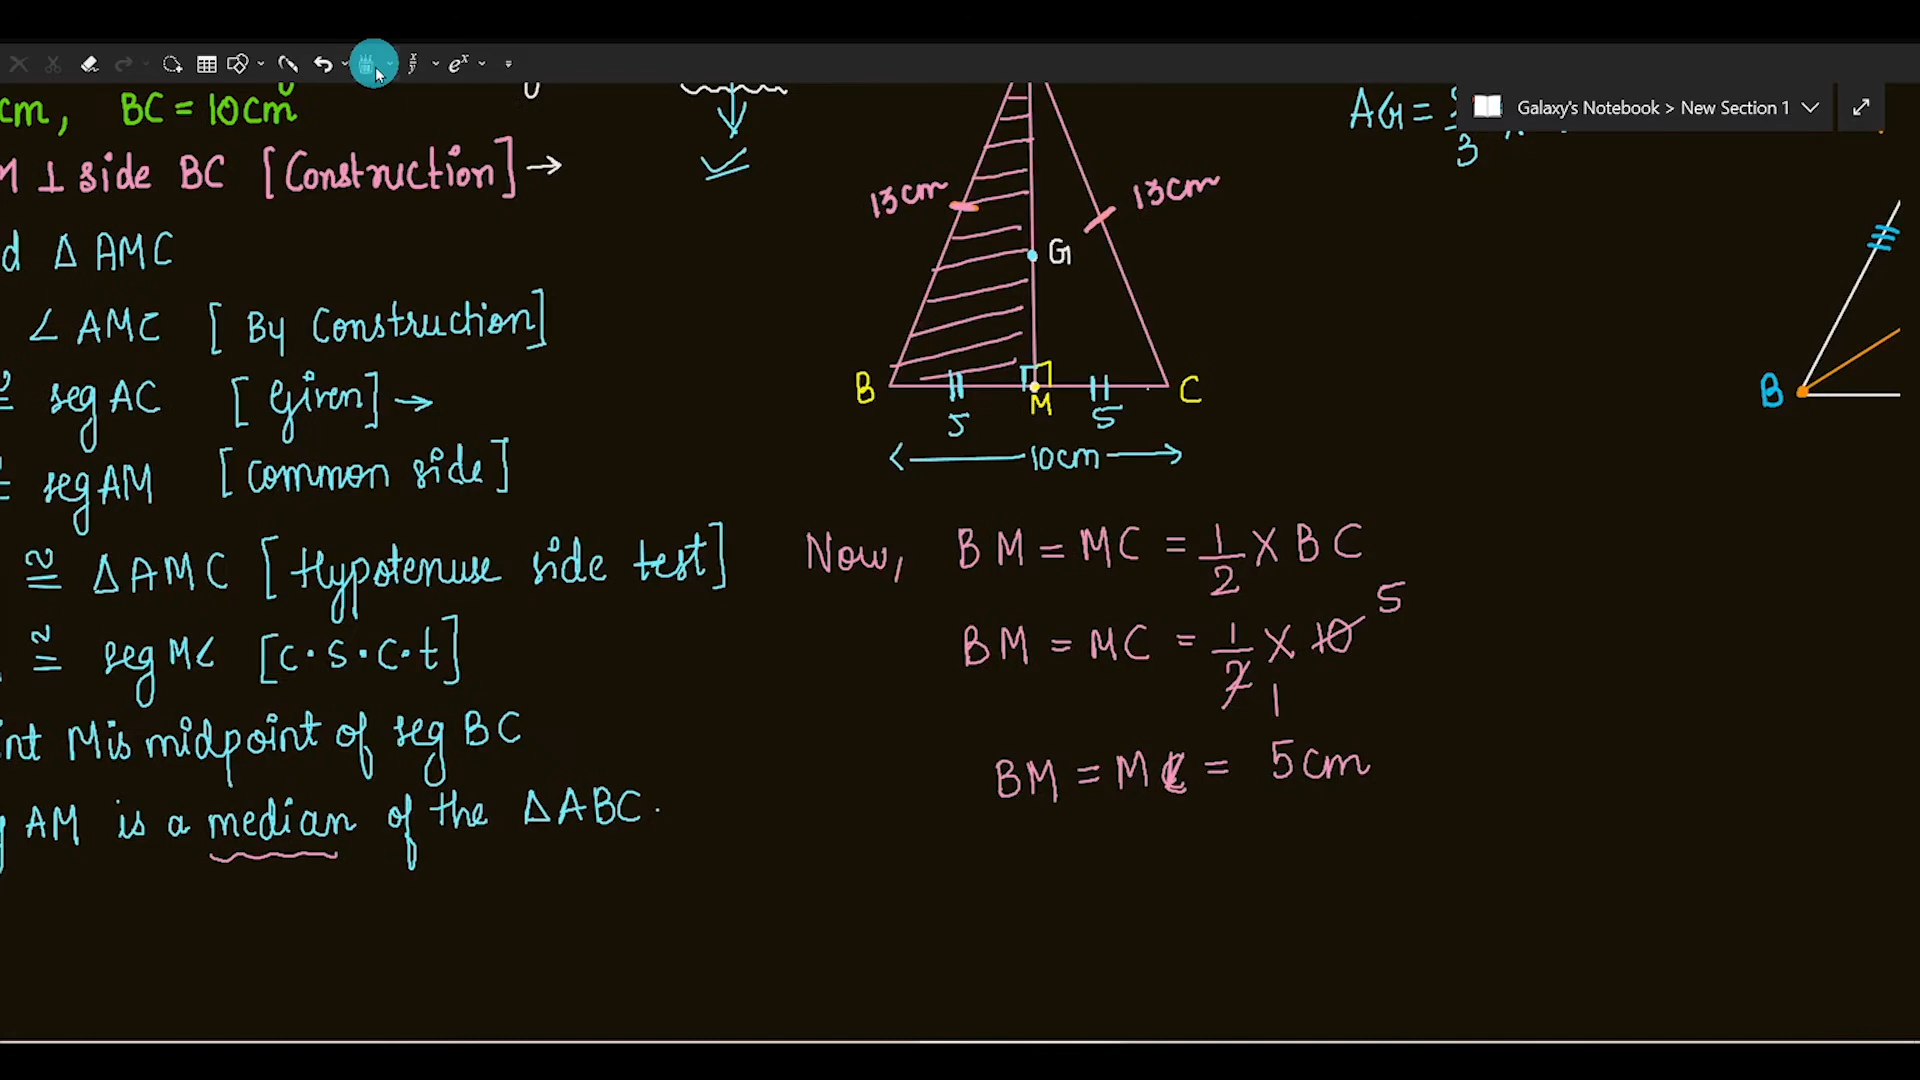 e^x
Galaxy's Notebook > New Section 1
cm, BC = 10cm
M ⊥ side BC [Construction] →
d Δ AMC
∠ AMC [By Construction]
≅ seg AC [Given] →
seg AM [Common side]
≅ Δ AMC [Hypotenuse side test]
≅ seg MC [c.s.c.t]
int M is midpoint of seg BC
AM is a median of the ΔABC.
13cm
13cm
G
B
M
C
5
5
10cm
Now, BM = MC = 1/2 X BC
BM = MC = 1/2 X 10 5
1
BM = MC = 5cm
AG =
3
B